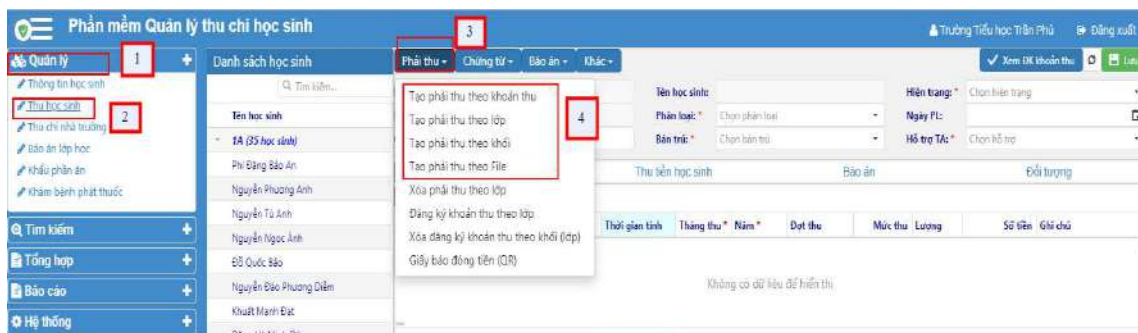 Phần mềm Quản lý thu chi học sinh
3
Trường Tiểu học Trần Phú
Đăng xuất
Quản lý
1
Danh sách học sinh
Phải thu
Chứng từ
Báo án
Khác
Xem ĐK khoản thu
Lưu
Thông tin học sinh
Thu học sinh
2
Thu chi nhà trường
Báo án lớp học
Khẩu phần ăn
Khám bệnh phát thuốc
Tìm kiếm
Tổng hợp
Báo cáo
Hệ thống
Tìm kiếm...
Tên học sinh
1A (35 học sinh)
Phí Đăng Bảo An
Nguyễn Phương Anh
Nguyễn Tú Anh
Nguyễn Ngọc Ánh
Đỗ Quốc Bảo
Nguyễn Đào Phương Diễm
Khuất Mạnh Đạt
Tạo phải thu theo khoản thu
Tạo phải thu theo lớp
Tạo phải thu theo khối
Tạo phải thu theo File
4
Xóa phải thu theo lớp
Đăng ký khoản thu theo lớp
Xóa đăng ký khoản thu theo khối (lớp)
Giấy báo đóng tiền (QR)
Tên học sinh:
Hiện trạng: * Chọn hiện trạng
Phân loại: * Chọn phân loại
Ngày PL:
Bán trú: * Chọn bán trú
Hỗ trợ TA: * Chọn hỗ trợ
Thu tiền học sinh
Báo án
Đối tượng
Thời gian tính
Tháng thu *
Năm *
Đợt thu
Mức thu
Lượng
Số tiền
Ghi chú
Không có dữ liệu để hiển thị